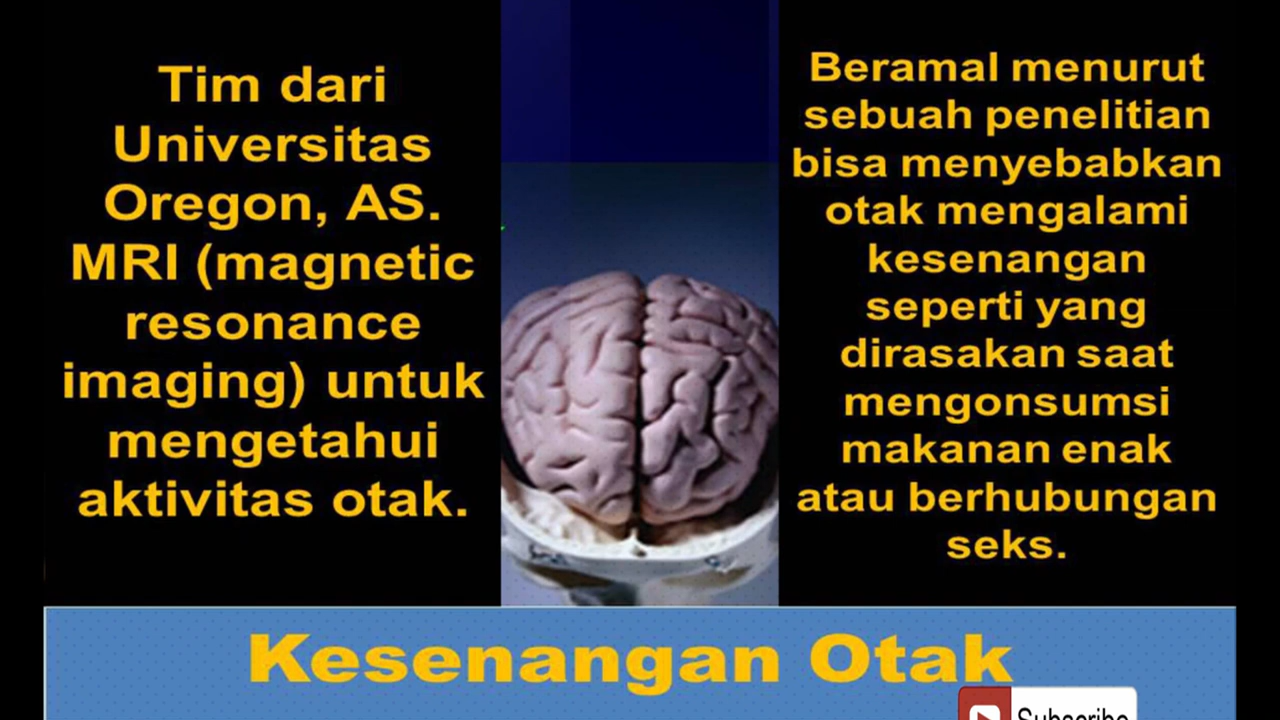 Tim dari
Universitas
Oregon, AS.
MRI (magnetic
resonance
imaging) untuk
mengetahui
aktivitas otak.
Beramal menurut
sebuah penelitian
bisa menyebabkan
otak mengalami
kesenangan
seperti yang
dirasakan saat
mengonsumsi
makanan enak
atau berhubungan
seks.
Kesenangan Otak
Subscribe